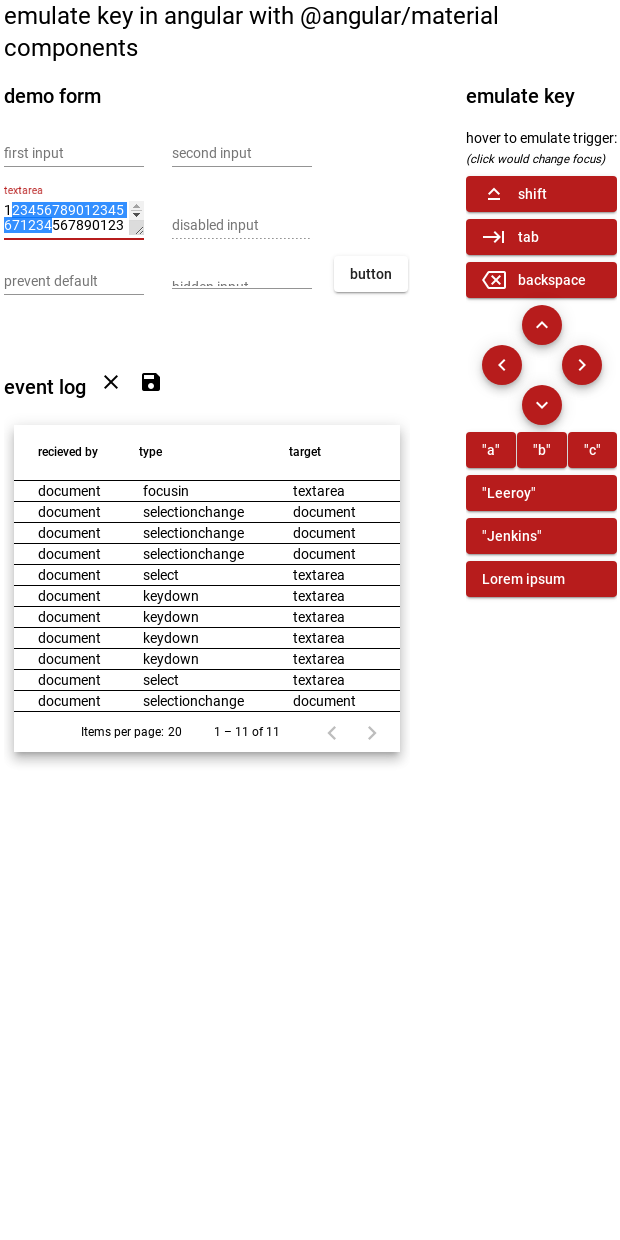 emulate key in angular with @angular/material
components
demo form
first input
second input
textarea
123456789012345
671234567890123
disabled input
prevent default
button
event log
recieved by type target
document focusin textarea
document selectionchange document
document selectionchange document
document selectionchange document
document select textarea
document keydown textarea
document keydown textarea
document keydown textarea
document keydown textarea
document select textarea
document selectionchange document
Items per page: 20 1 – 11 of 11
emulate key
hover to emulate trigger:
(click would change focus)
shift
tab
backspace
"a" "b" "c"
"Leeroy"
"Jenkins"
Lorem ipsum